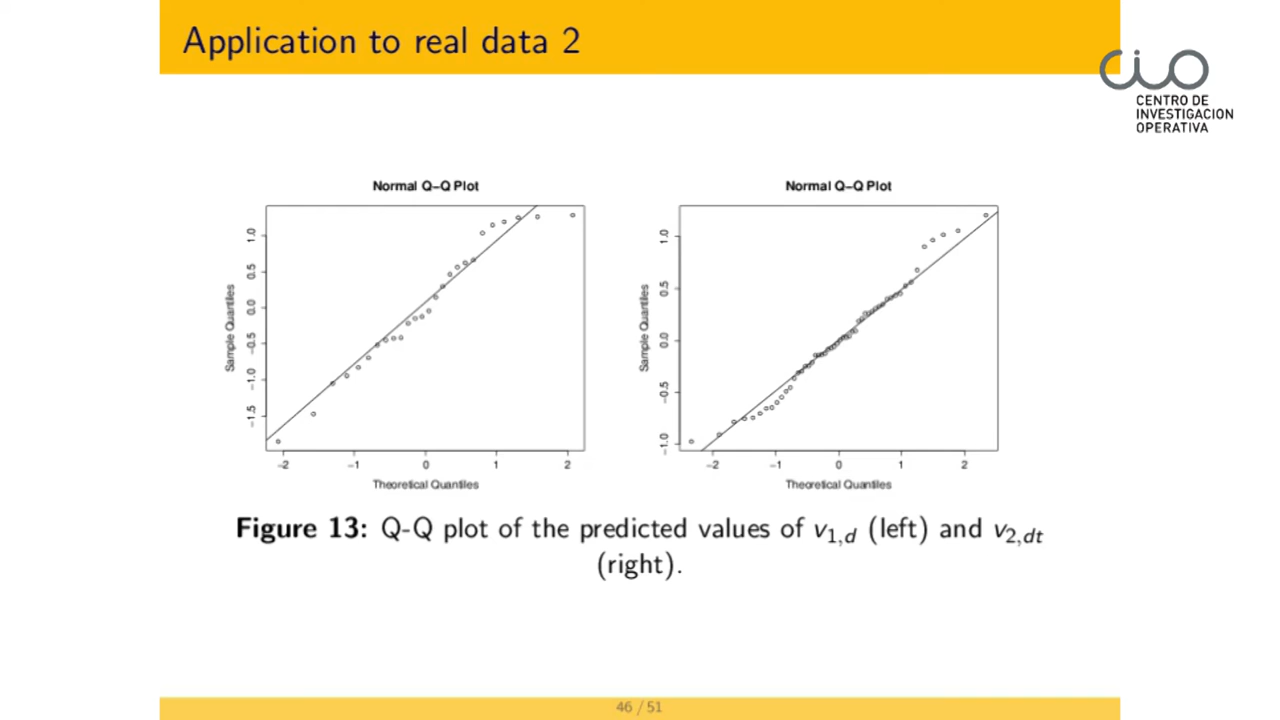 Application to real data 2
CIO
CENTRO DE
INVESTIGACION
OPERATIVA
Normal Q–Q Plot
Sample Quantiles
1.0
0.5
0.0
−0.5
−1.0
−1.5
−2 −1 0 1 2
Theoretical Quantiles
Normal Q–Q Plot
Sample Quantiles
1.0
0.5
0.0
−0.5
−1.0
−2 −1 0 1 2
Theoretical Quantiles
Figure 13: Q-Q plot of the predicted values of v1,d (left) and v2,dt
(right).
46 / 51